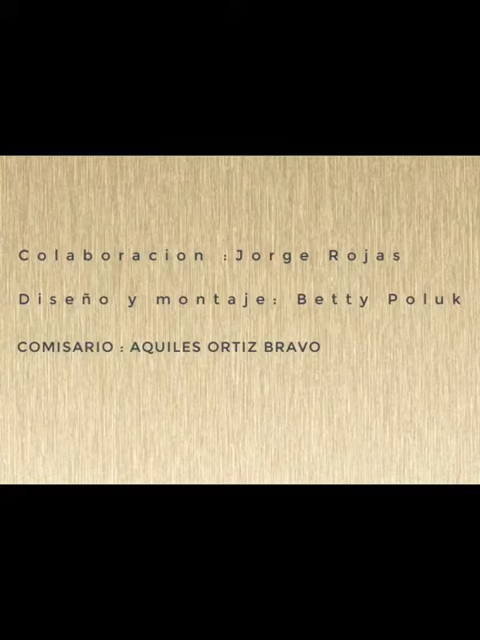 Colaboracion :Jorge Rojas
Diseño y montaje: Betty Poluk
COMISARIO : AQUILES ORTIZ BRAVO